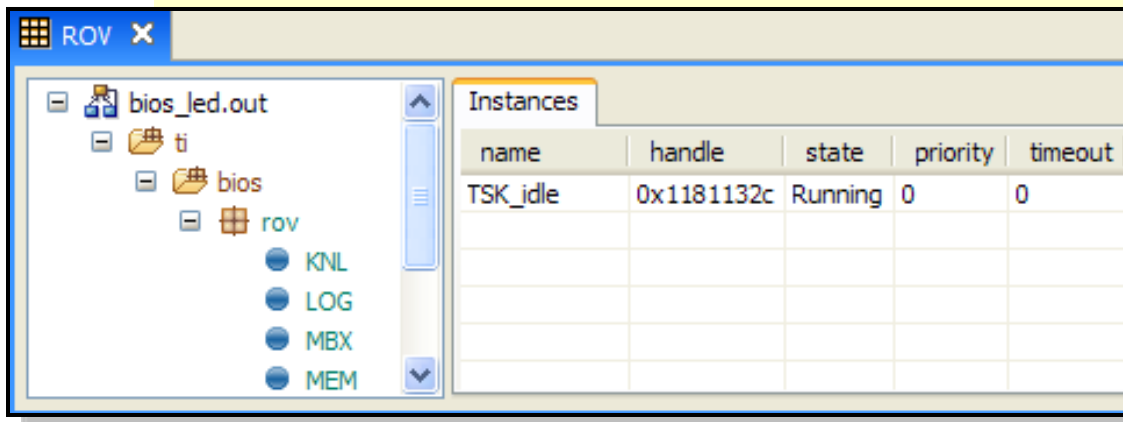 ROV
bios_led.out
ti
bios
rov
KNL
LOG
MBX
MEM
Instances
name handle state priority timeout
TSK_idle 0x1181132c Running 0 0